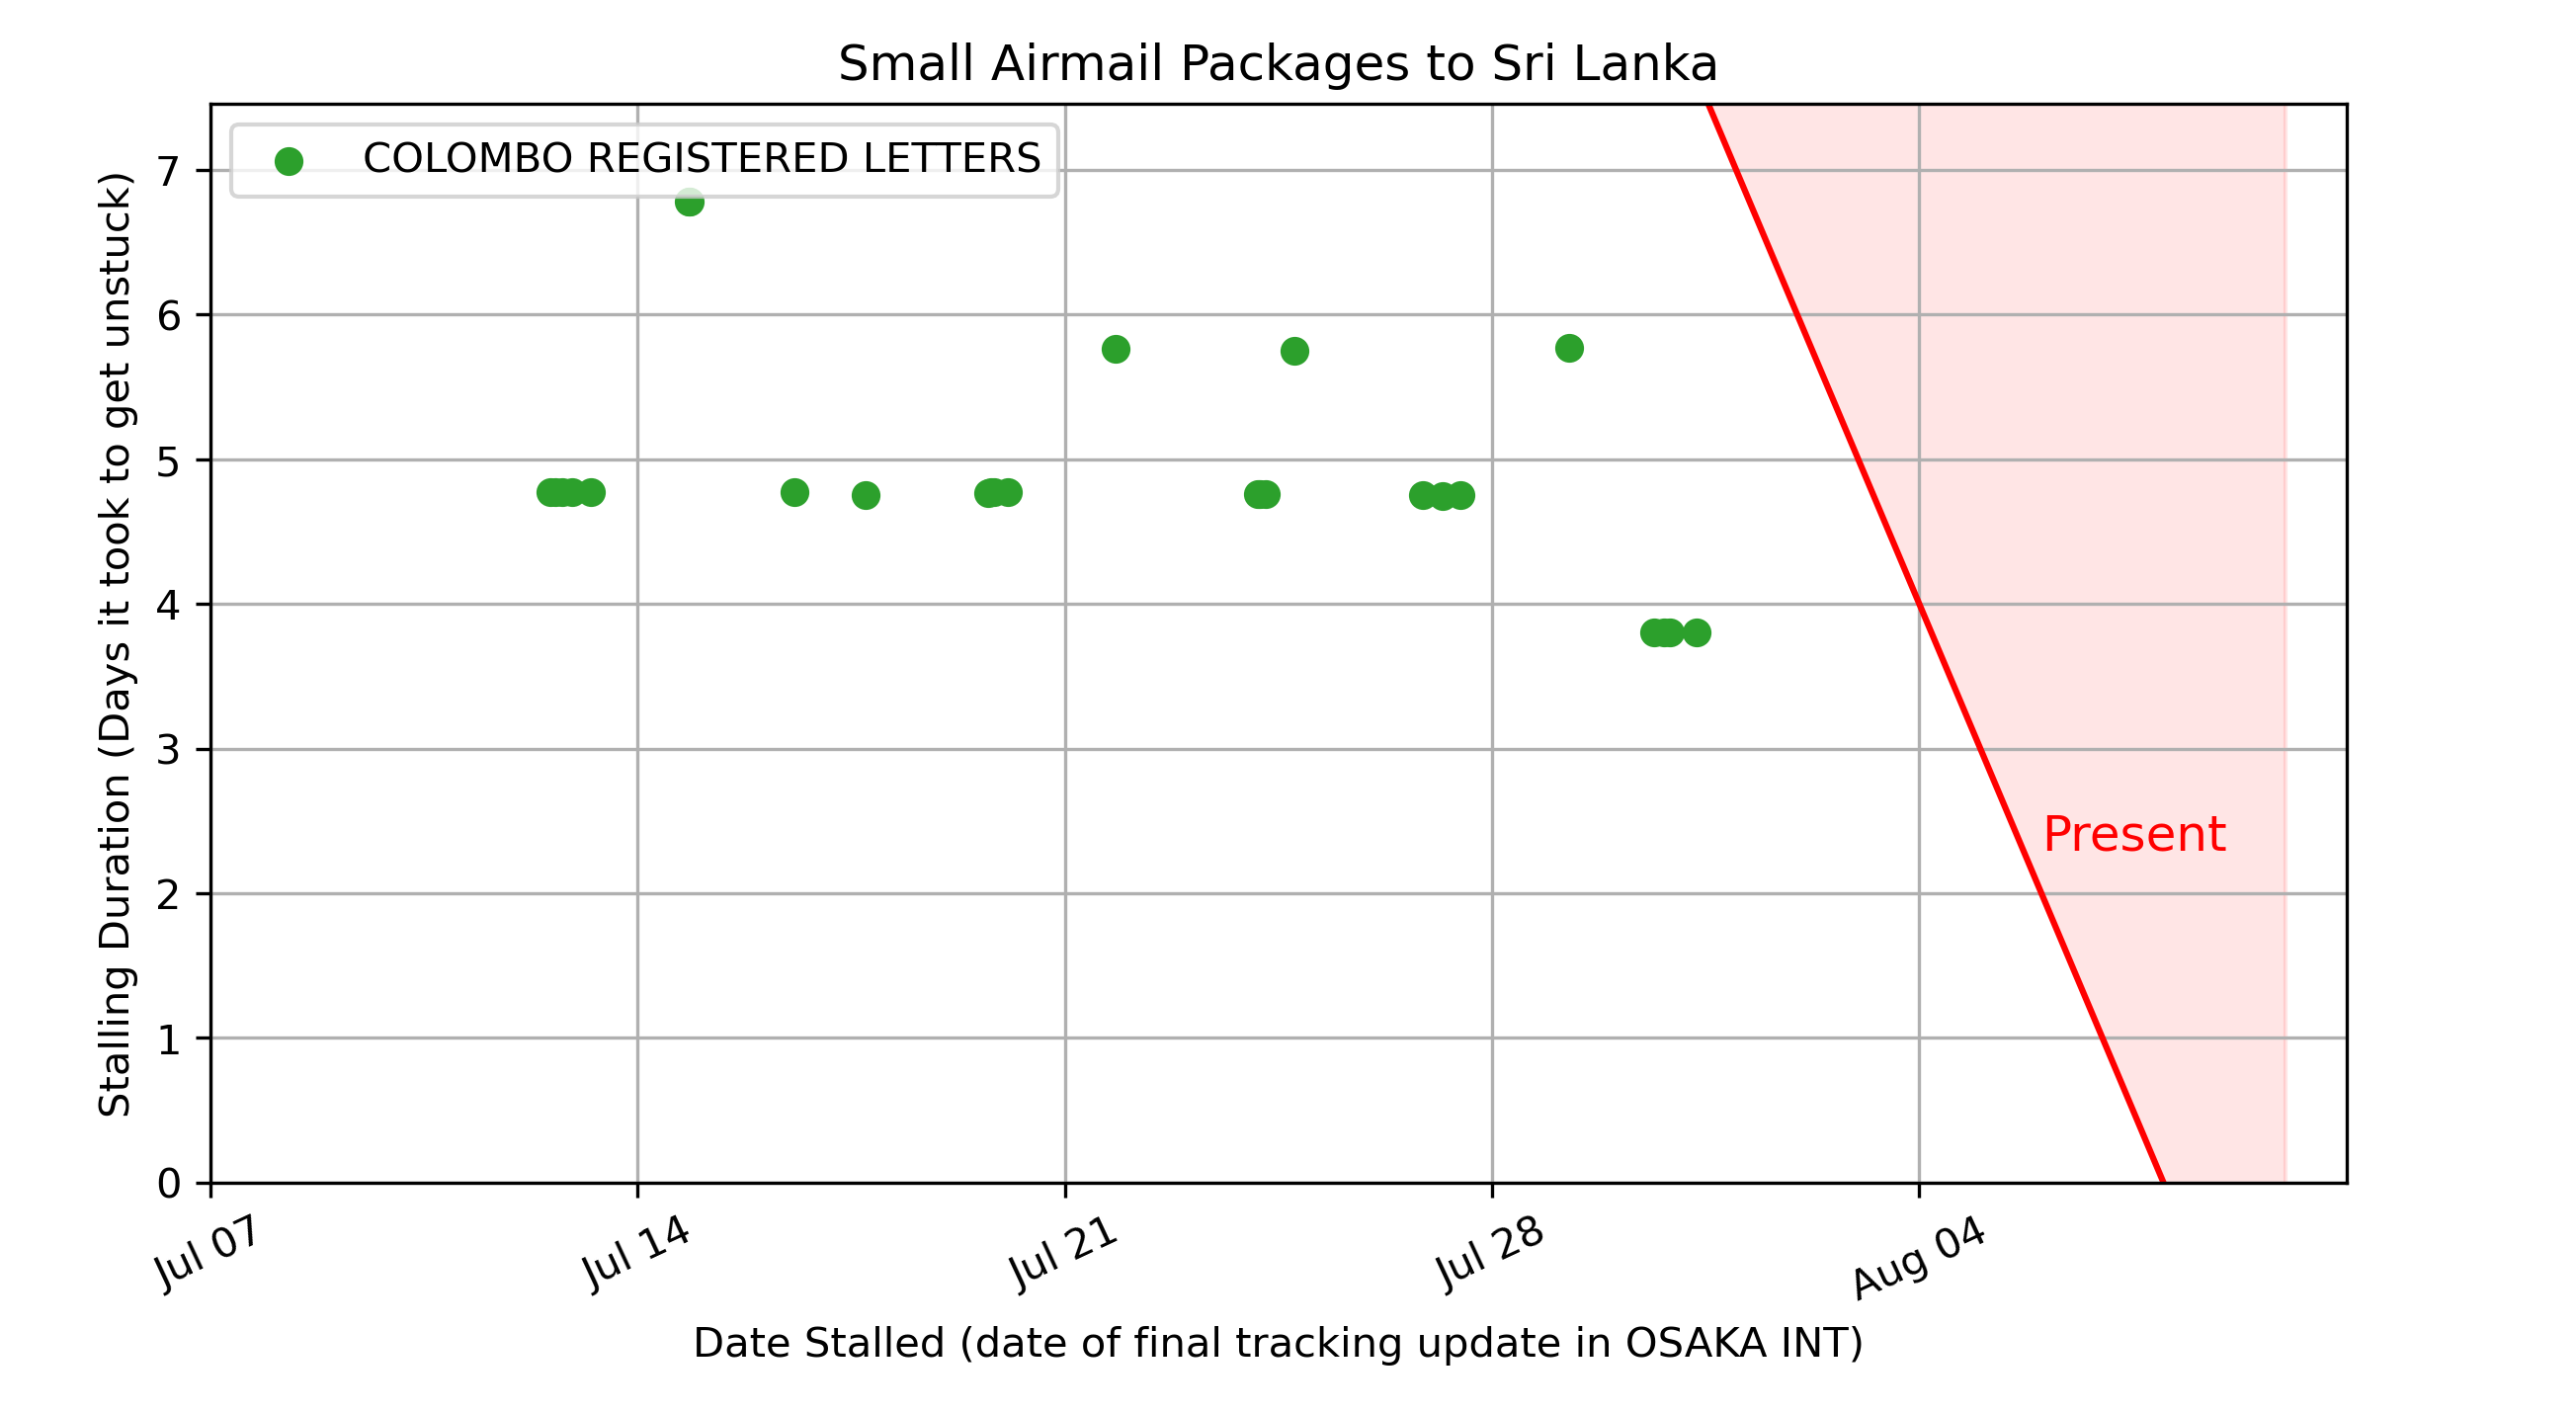 Small Airmail Packages to Sri Lanka
COLOMBO REGISTERED LETTERS
Stalling Duration (Days it took to get unstuck)
7
6
5
4
3
2
1
0
Present
Jul 07
Jul 14
Jul 21
Jul 28
Aug 04
Date Stalled (date of final tracking update in OSAKA INT)